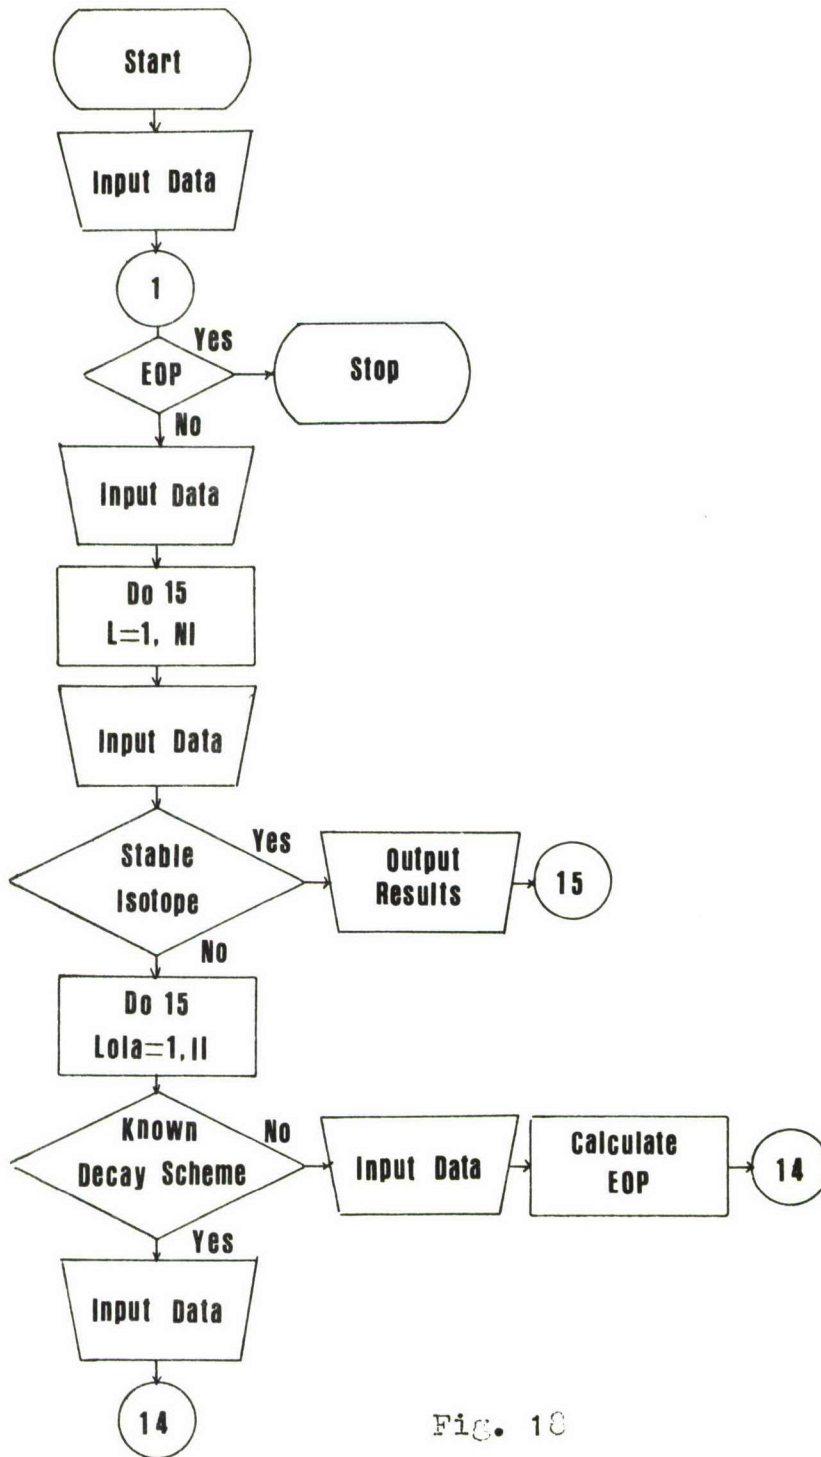 Start
Input Data
1
EOP
Yes
Stop
No
Input Data
Do 15
L=1, NI
Input Data
Stable
Isotope
Yes
Output
Results
15
No
Do 15
Lola=1,II
Known
Decay Scheme
No
Input Data
Calculate
EOP
14
Yes
Input Data
14
Fig. 18